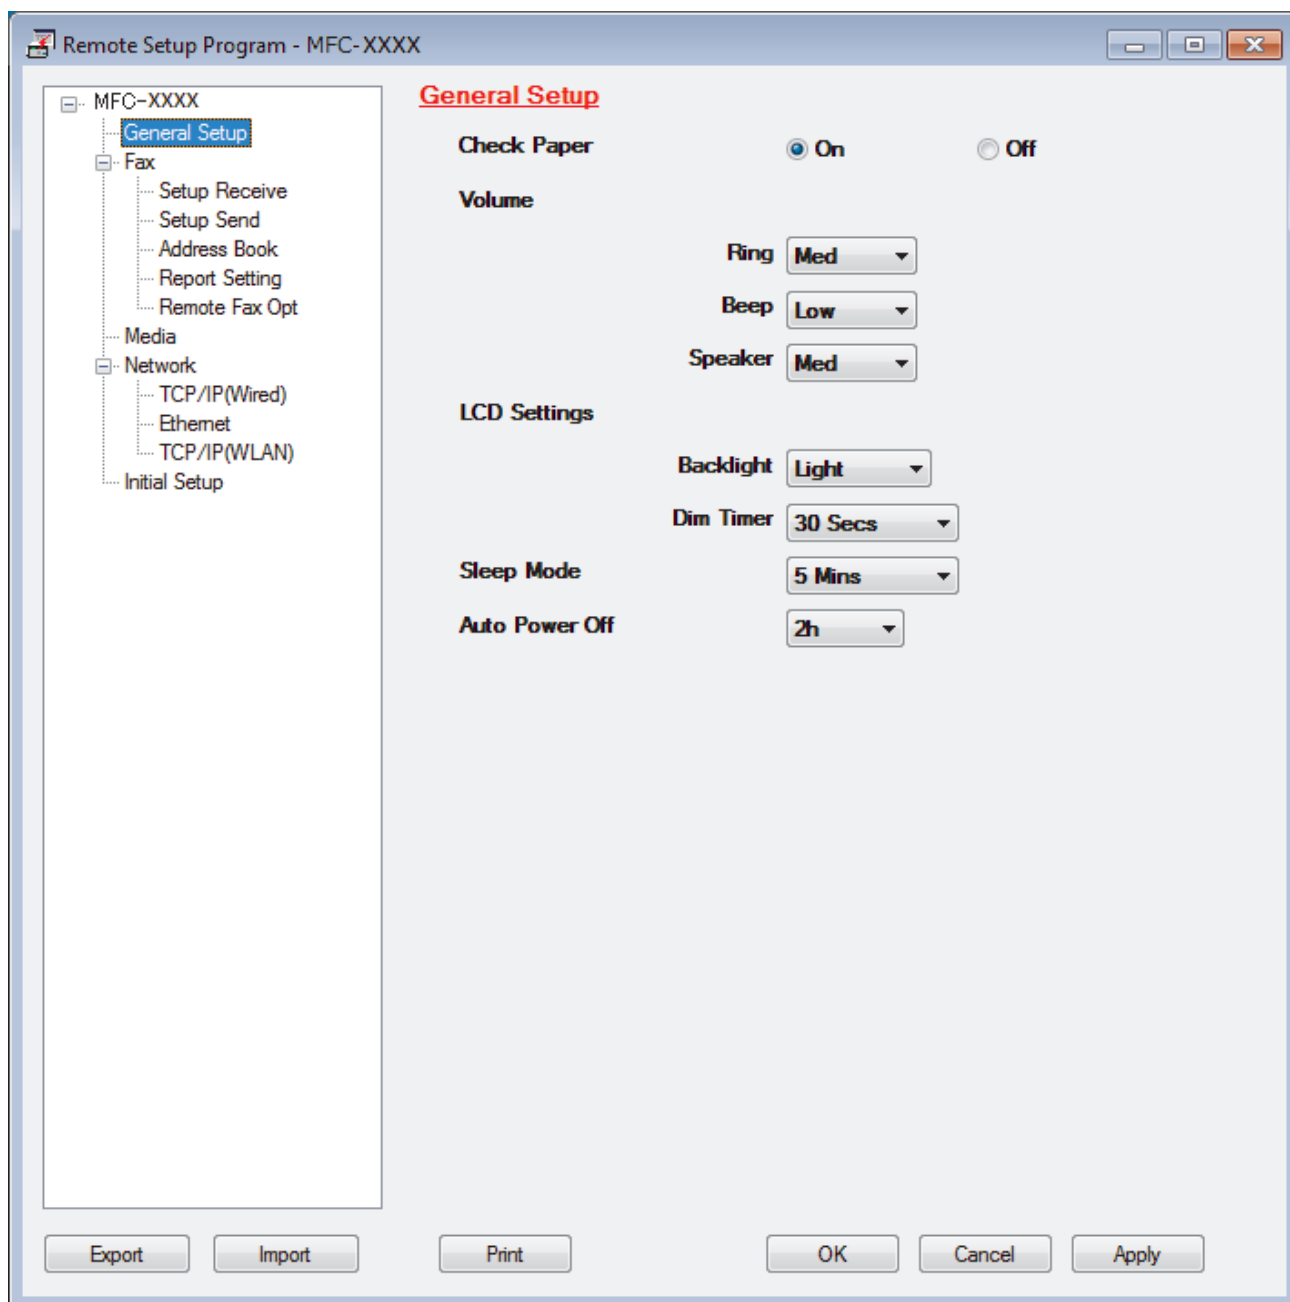 Remote Setup Program - MFC-XXXX
MFC-XXXX
General Setup
Fax
Setup Receive
Setup Send
Address Book
Report Setting
Remote Fax Opt
Media
Network
TCP/IP(Wired)
Ethernet
TCP/IP(WLAN)
Initial Setup
General Setup
Check Paper On Off
Volume
Ring Med
Beep Low
Speaker Med
LCD Settings
Backlight Light
Dim Timer 30 Secs
Sleep Mode 5 Mins
Auto Power Off 2h
Export Import Print OK Cancel Apply